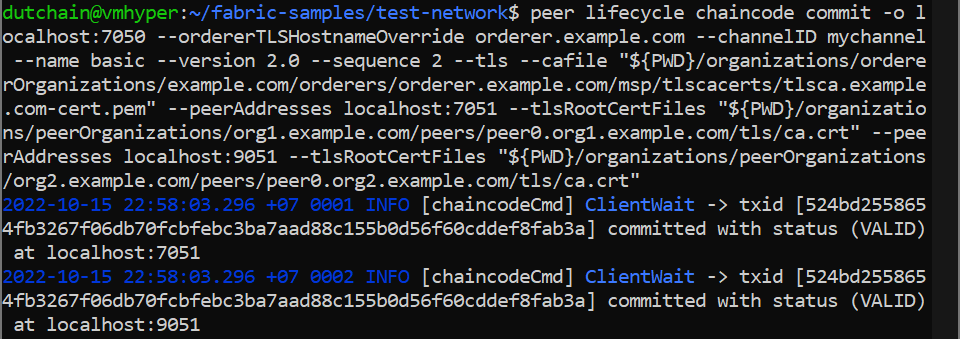 dutchain@vmhyper:~/fabric-samples/test-network$ peer lifecycle chaincode commit -o l
ocalhost:7050 --ordererTLSHostnameOverride orderer.example.com --channelID mychannel
 --name basic --version 2.0 --sequence 2 --tls --cafile "${PWD}/organizations/ordere
rOrganizations/example.com/orderers/orderer.example.com/msp/tlscacerts/tlsca.example
.com-cert.pem" --peerAddresses localhost:7051 --tlsRootCertFiles "${PWD}/organizatio
ns/peerOrganizations/org1.example.com/peers/peer0.org1.example.com/tls/ca.crt" --pee
rAddresses localhost:9051 --tlsRootCertFiles "${PWD}/organizations/peerOrganizations
/org2.example.com/peers/peer0.org2.example.com/tls/ca.crt"
2022-10-15 22:58:03.296 +07 0001 INFO [chaincodeCmd] ClientWait -> txid [524bd255865
4fb3267f06db70fcbfebc3ba7aad88c155b0d56f60cddef8fab3a] committed with status (VALID)
 at localhost:7051
2022-10-15 22:58:03.296 +07 0002 INFO [chaincodeCmd] ClientWait -> txid [524bd255865
4fb3267f06db70fcbfebc3ba7aad88c155b0d56f60cddef8fab3a] committed with status (VALID)
 at localhost:9051